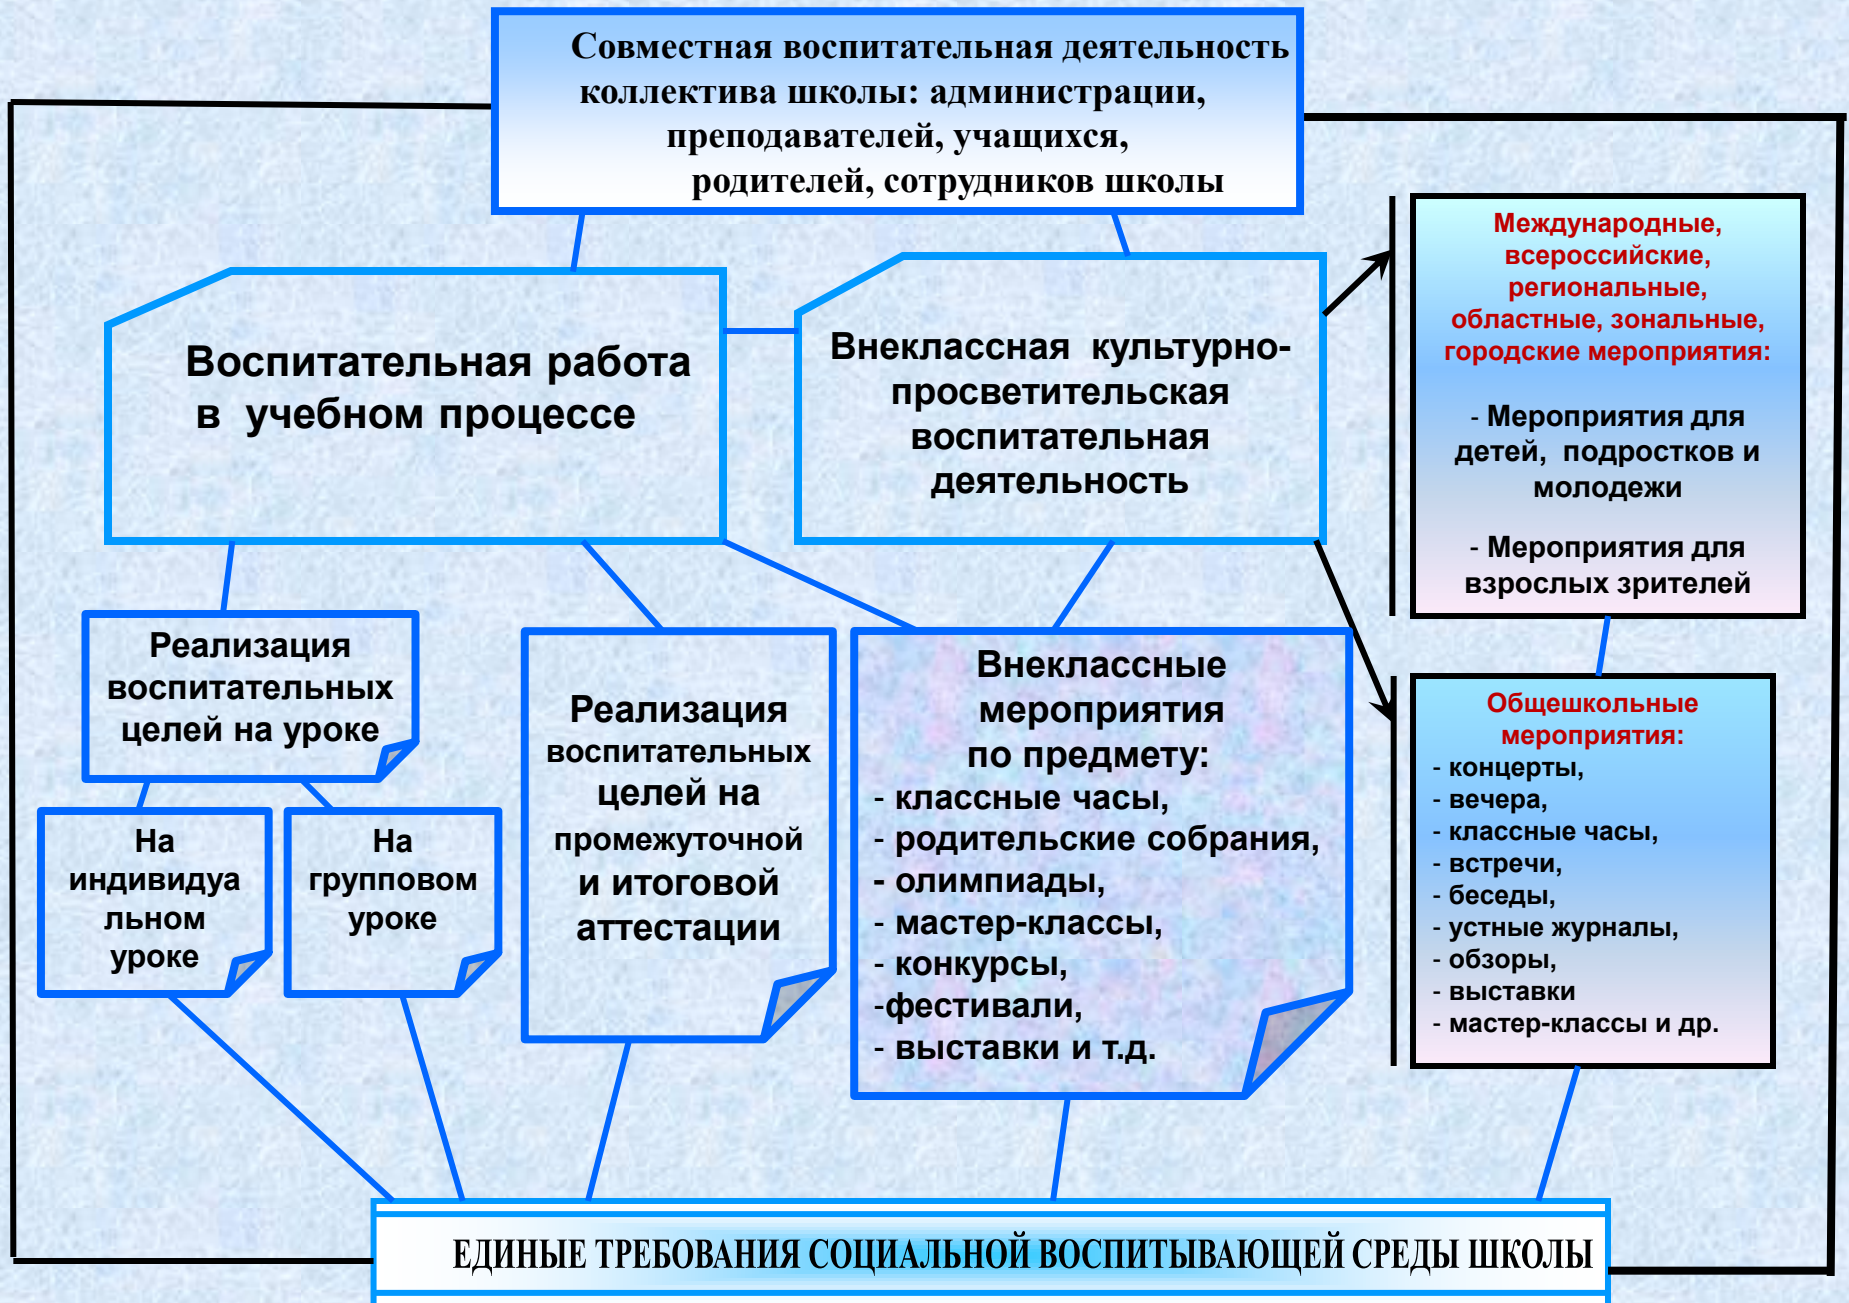 Совместная воспитательная деятельность
коллектива школы: администрации,
преподавателей, учащихся,
родителей, сотрудников школы
Воспитательная работа
в учебном процессе
Внеклассная культурно-
просветительская
воспитательная
деятельность
Международные,
всероссийские,
региональные,
областные, зональные,
городские мероприятия:
- Мероприятия для
детей, подростков и
молодежи
- Мероприятия для
взрослых зрителей
Реализация
воспитательных
целей на уроке
На
индивидуа
льном
уроке
На
групповом
уроке
Реализация
воспитательных
целей на
промежуточной
и итоговой
аттестации
Внеклассные
мероприятия
по предмету:
- классные часы,
- родительские собрания,
- олимпиады,
- мастер-классы,
- конкурсы,
-фестивали,
- выставки и т.д.
Общешкольные
мероприятия:
- концерты,
- вечера,
- классные часы,
- встречи,
- беседы,
- устные журналы,
- обзоры,
- выставки
- мастер-классы и др.
ЕДИНЫЕ ТРЕБОВАНИЯ СОЦИАЛЬНОЙ ВОСПИТЫВАЮЩЕЙ СРЕДЫ ШКОЛЫ